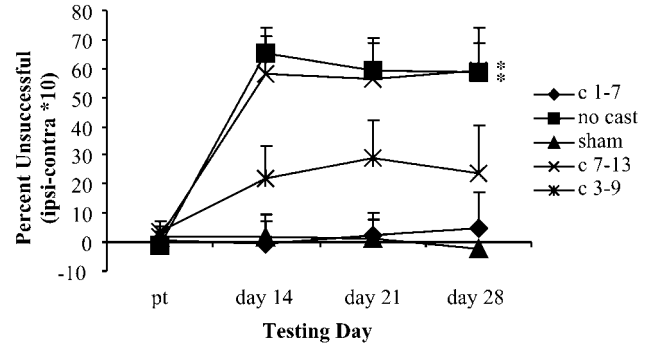 Percent Unsuccessful
(ipsi-contra *10)
80
70
60
50
40
30
20
10
0
-10
*
*
pt
day 14
day 21
day 28
Testing Day
c 1-7
no cast
sham
c 7-13
c 3-9